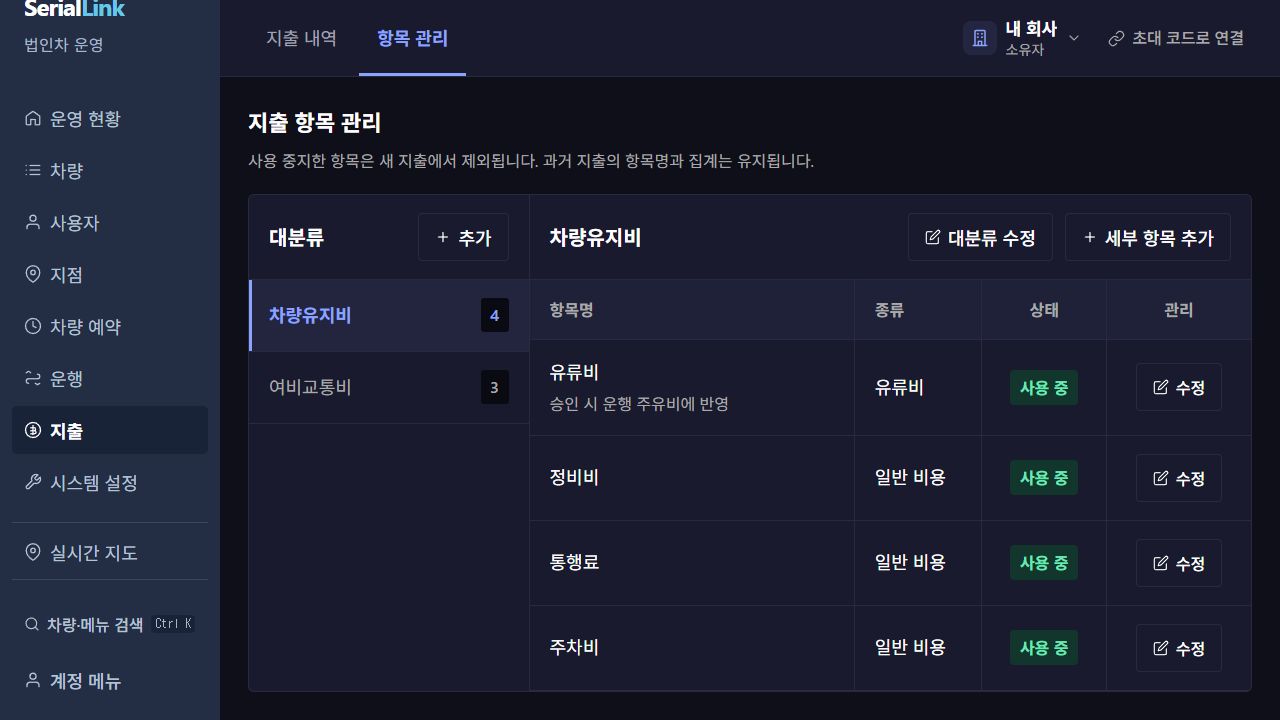 SerialLink
법인차 운영
운영 현황
차량
사용자
지점
차량 예약
운행
지출
시스템 설정
실시간 지도
차량·메뉴 검색 Ctrl K
계정 메뉴
지출 내역
항목 관리
내 회사
소유자
초대 코드로 연결
지출 항목 관리
사용 중지한 항목은 새 지출에서 제외됩니다. 과거 지출의 항목명과 집계는 유지됩니다.
대분류
+ 추가
차량유지비 4
여비교통비 3
차량유지비
대분류 수정
+ 세부 항목 추가
항목명 종류 상태 관리
유류비 유류비 사용 중 수정
승인 시 운행 주유비에 반영
정비비 일반 비용 사용 중 수정
통행료 일반 비용 사용 중 수정
주차비 일반 비용 사용 중 수정